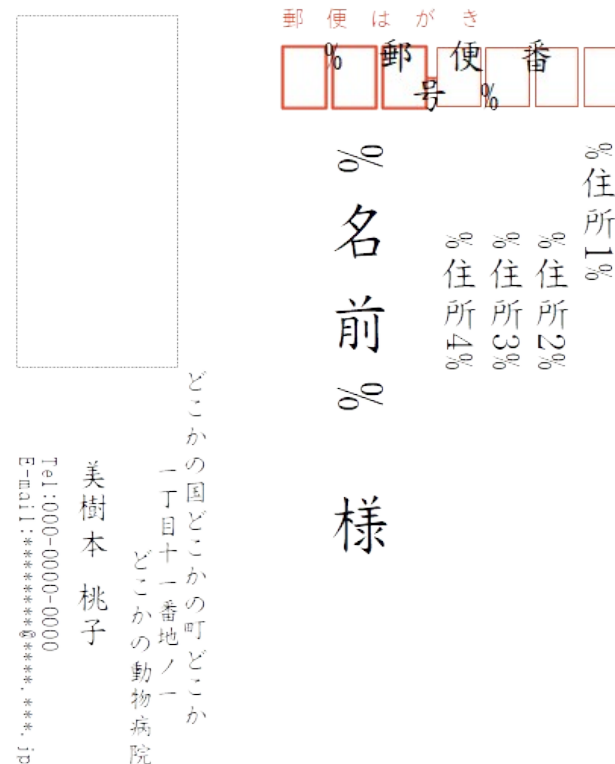 郵便はがき
%郵便番号%
%住所1%
%住所2%
%住所3%
%住所4%
%名前% 様
どこかの国どこかの町どこか
一丁目十一番地ノ一
どこかの動物病院
美樹本 桃子
Tel:000-0000-0000
E-mail:*********@****.***.jp